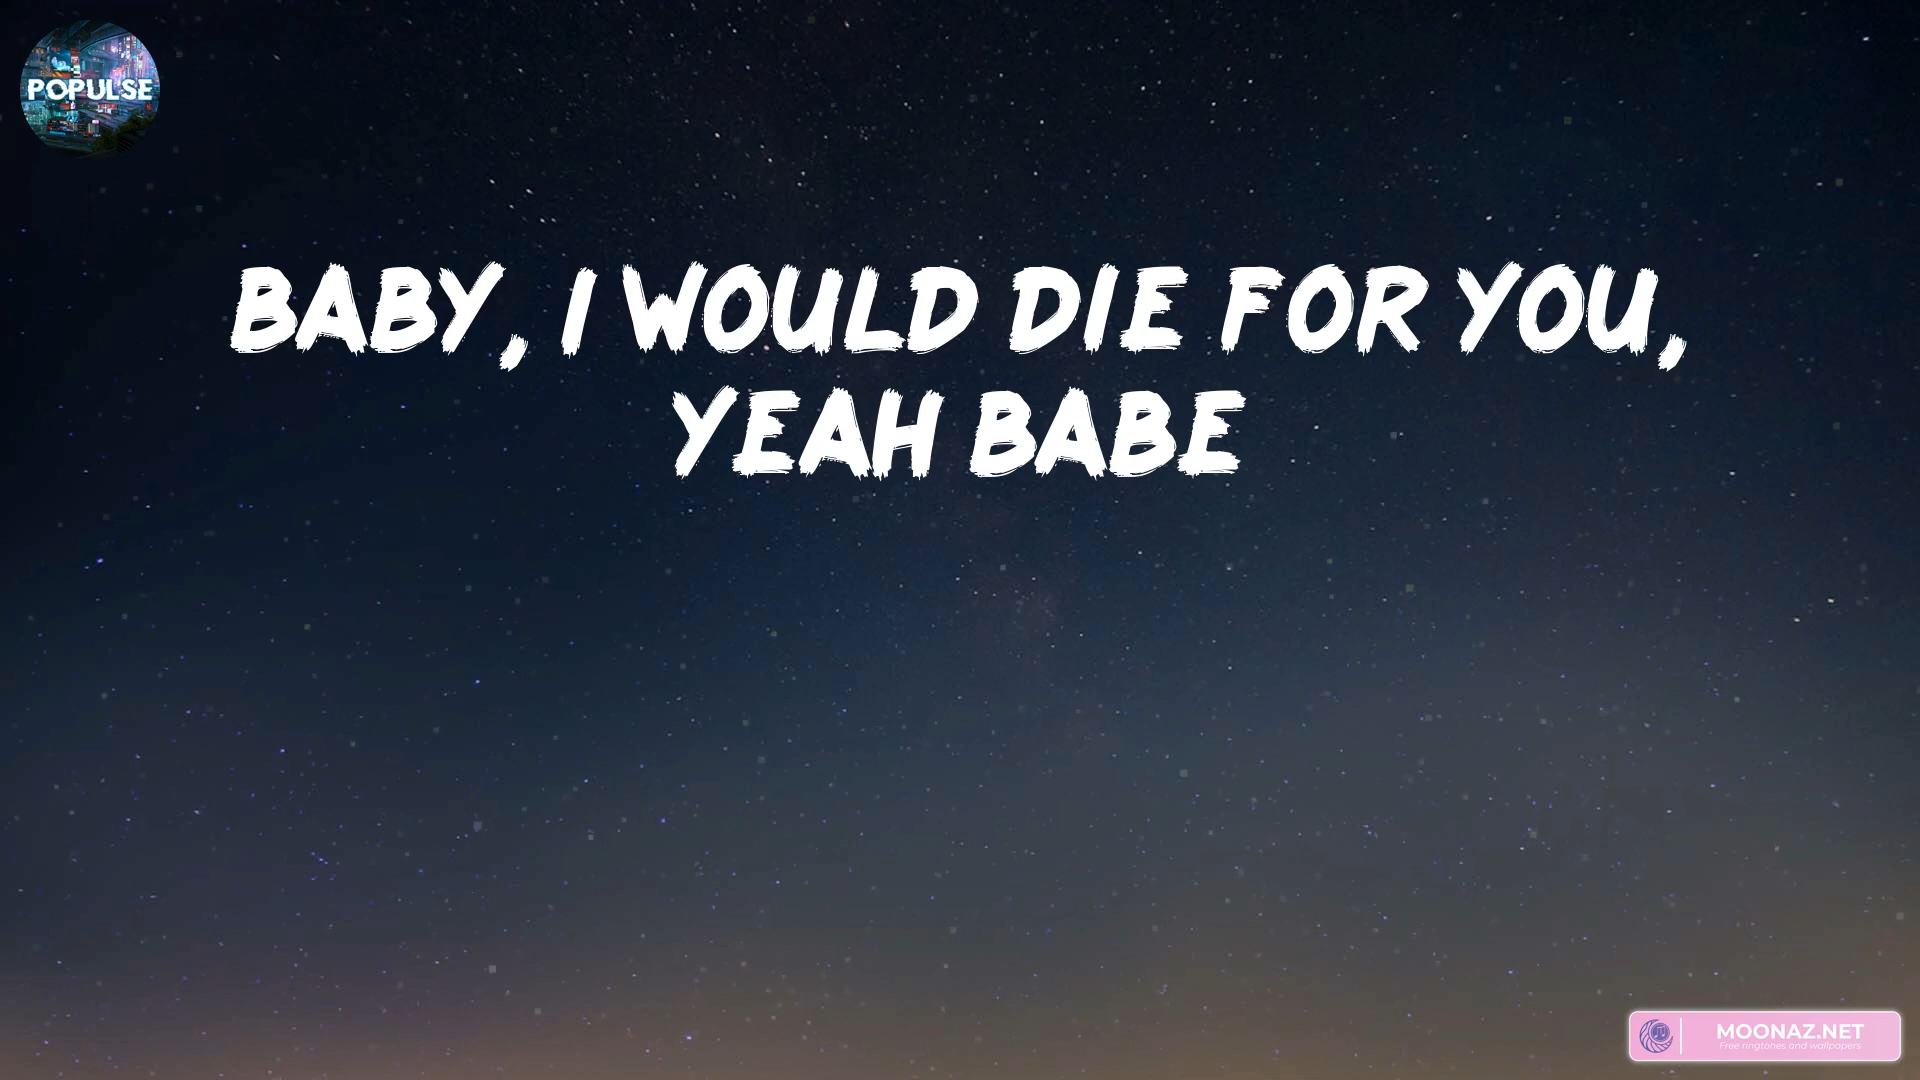 POPULSE
BABY, I WOULD DIE FOR YOU,
YEAH BABE
MOONAZ.NET
Free ringtones and wallpapers